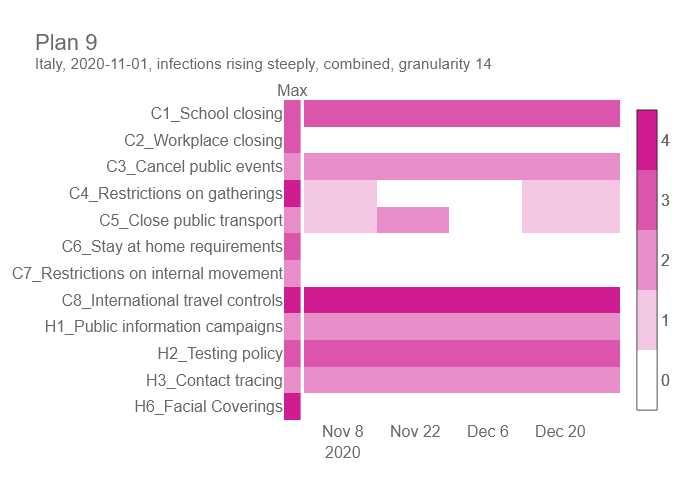 Plan 9
Italy, 2020-11-01, infections rising steeply, combined, granularity 14
Max
C1_School closing
C2_Workplace closing
C3_Cancel public events
C4_Restrictions on gatherings
C5_Close public transport
C6_Stay at home requirements
C7_Restrictions on internal movement
C8_International travel controls
H1_Public information campaigns
H2_Testing policy
H3_Contact tracing
H6_Facial Coverings
Nov 8 Nov 22 Dec 6 Dec 20
2020
4
3
2
1
0